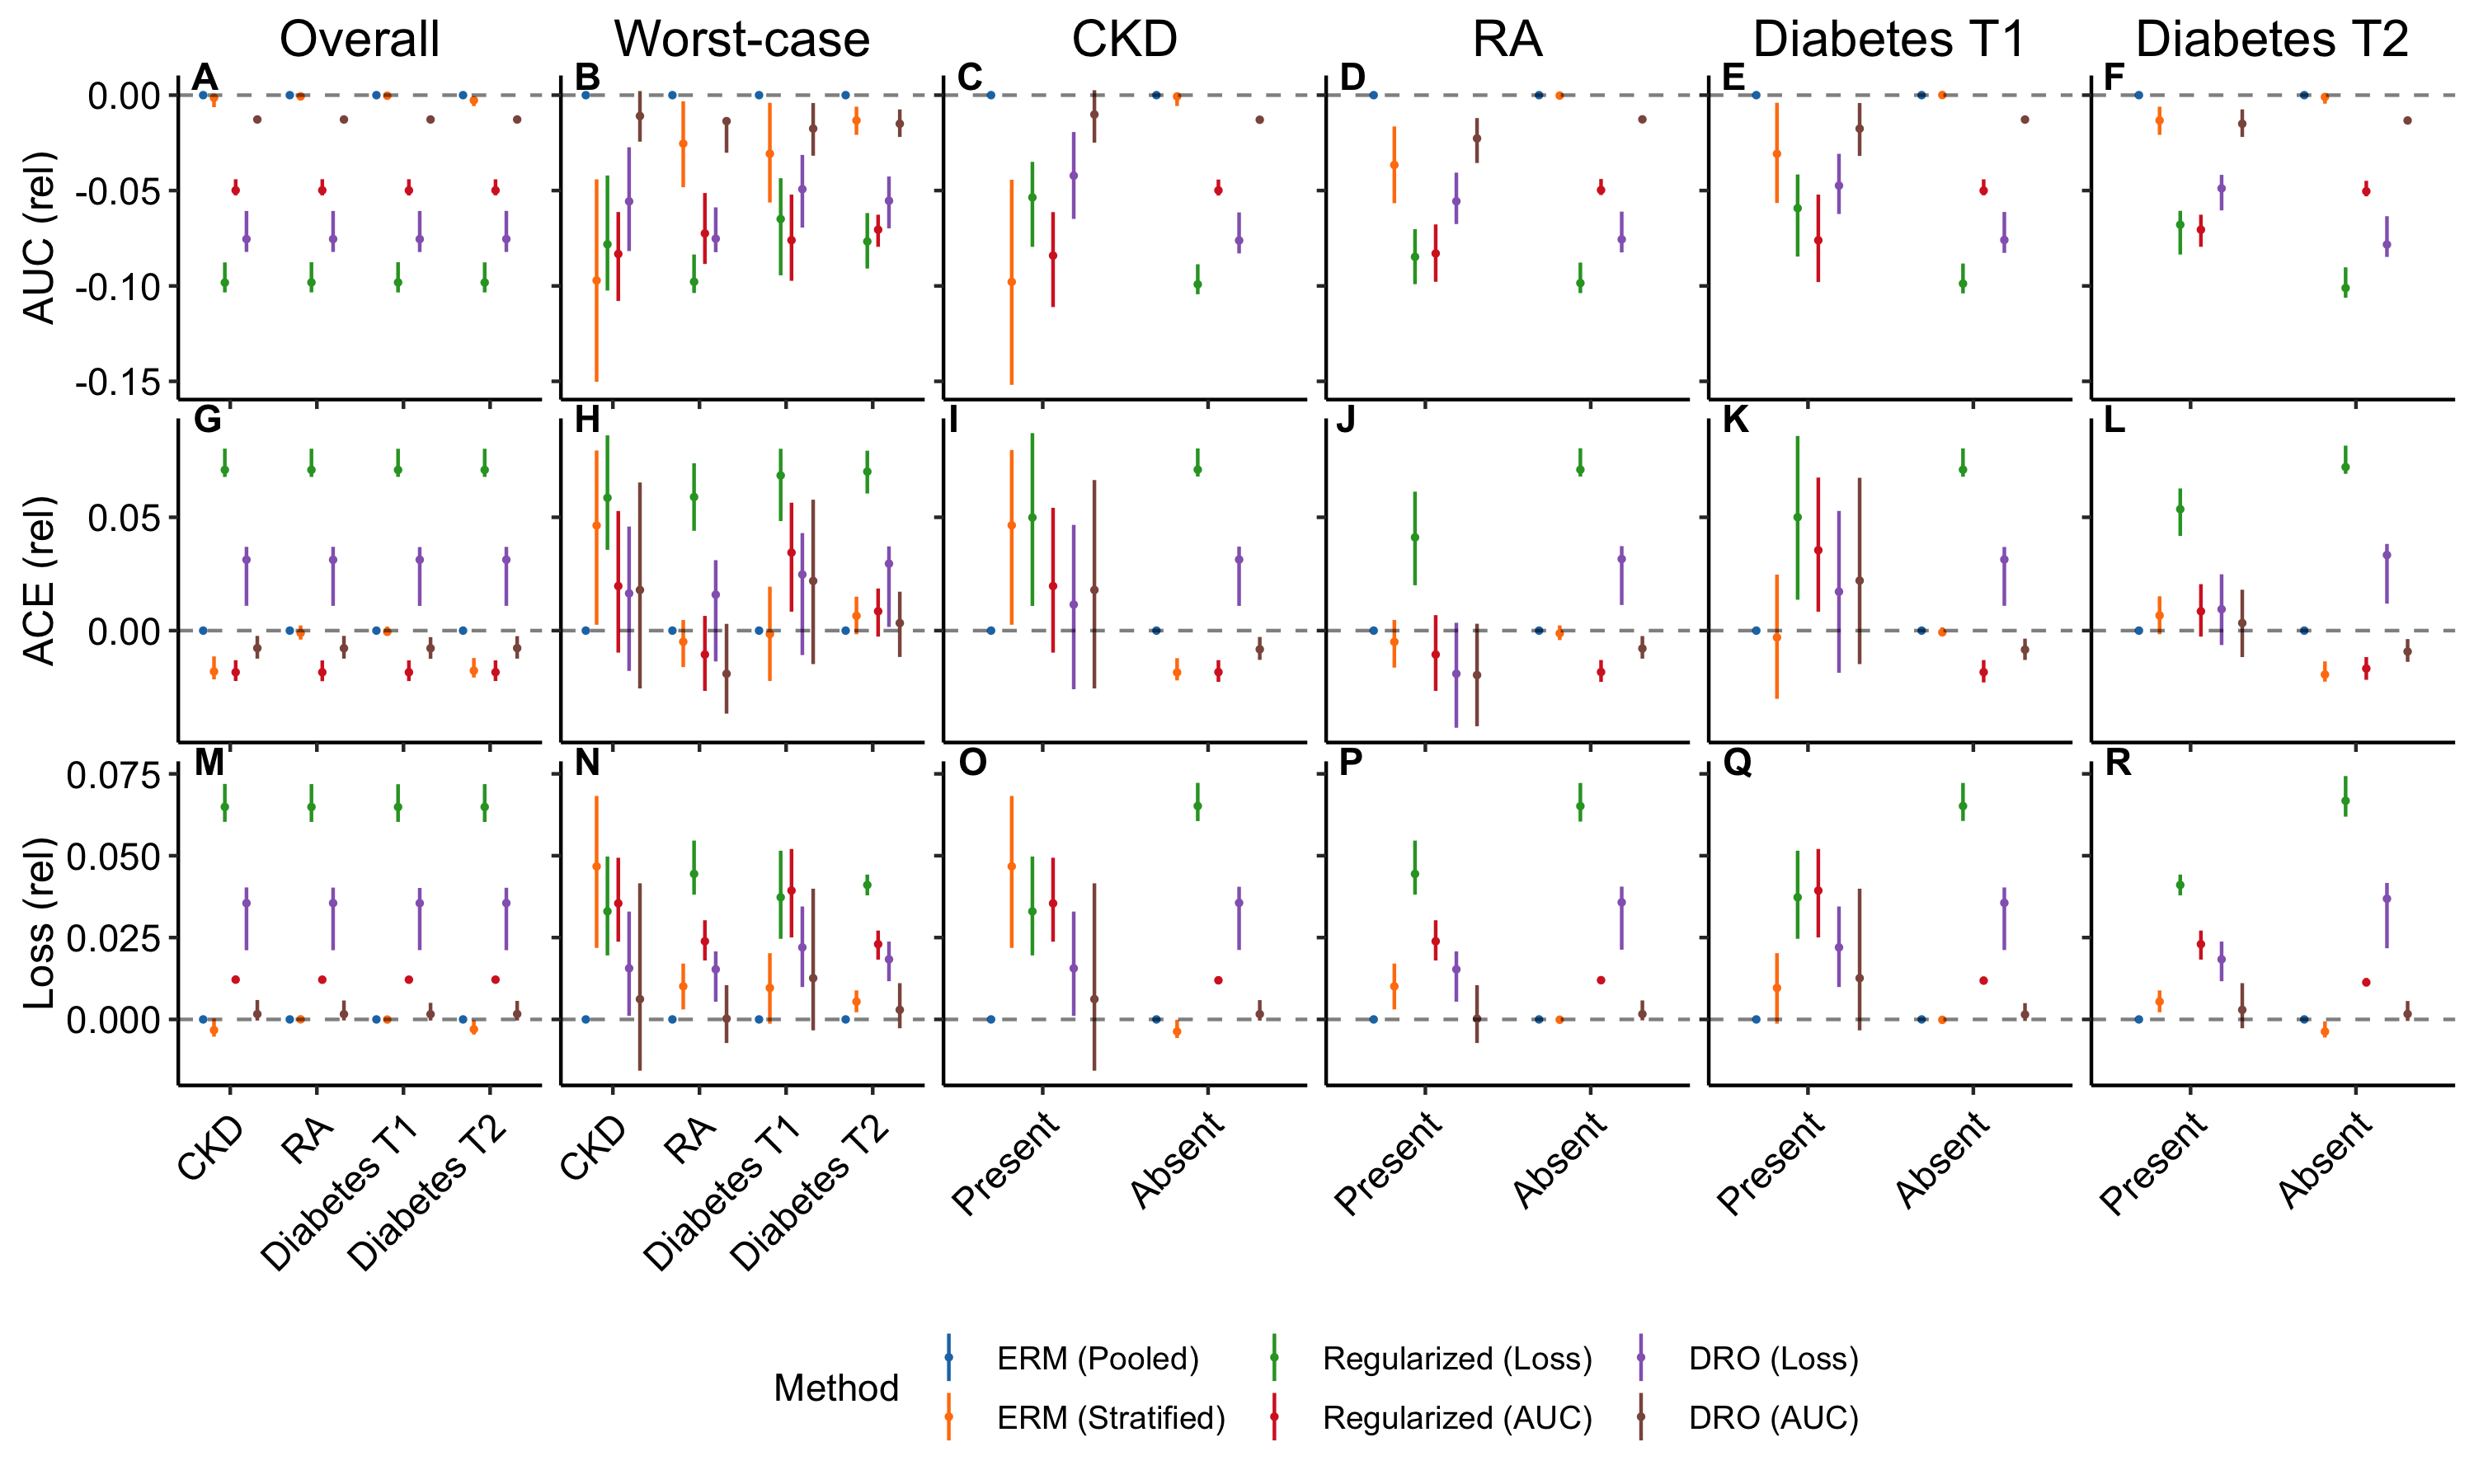 Overall Worst-case CKD RA Diabetes T1 Diabetes T2
A B C D E F
AUC (rel)
0.00
-0.05
-0.10
-0.15
G H I J K L
ACE (rel)
0.05
0.00
M N O P Q R
Loss (rel)
0.075
0.050
0.025
0.000
CKD RA Diabetes T1 Diabetes T2 CKD RA Diabetes T1 Diabetes T2 Present Absent Present Absent Present Absent Present Absent
Method
ERM (Pooled) Regularized (Loss) DRO (Loss)
ERM (Stratified) Regularized (AUC) DRO (AUC)